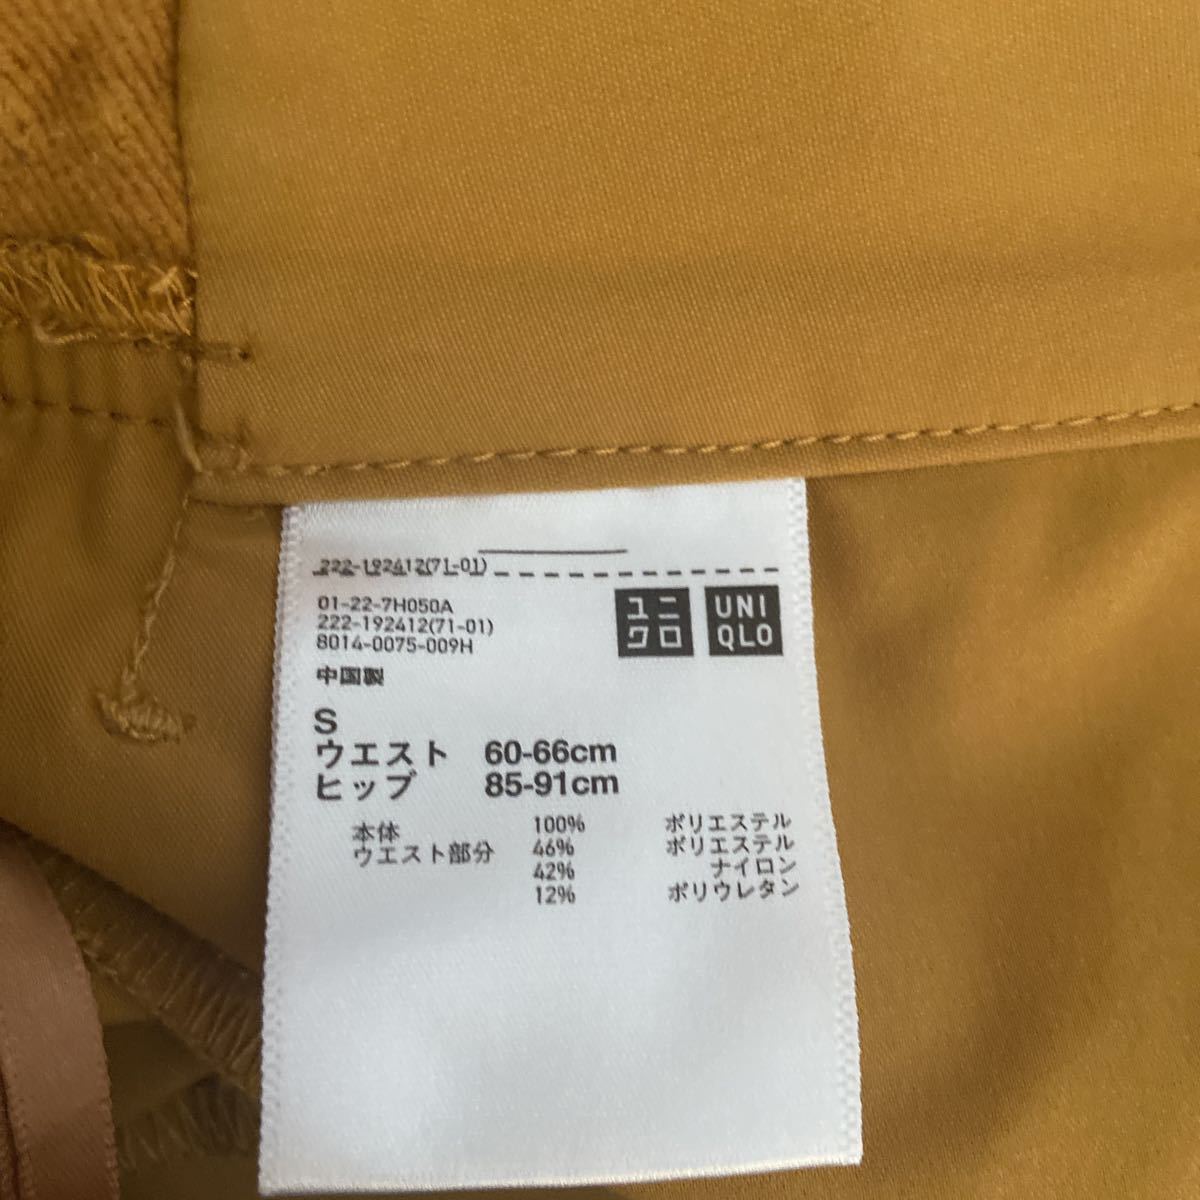 222-192412(71-01)
01-22-7H050A
222-192412(71-01)
8014-0075-009H
中国製
ユニ
クロ
UNI
QLO
S
ウエスト 60-66cm
ヒップ 85-91cm
本体 100% ポリエステル
ウエスト部分 46% ポリエステル
42% ナイロン
12% ポリウレタン